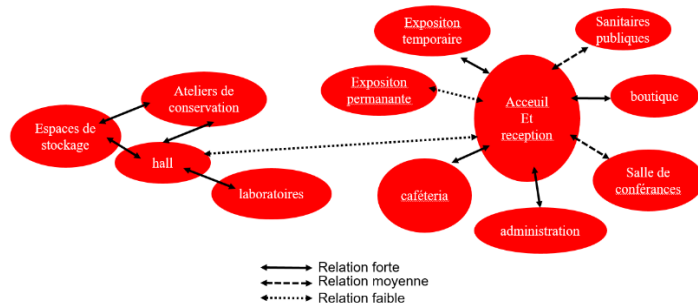 Expositon
temporaire
Sanitaires
publiques
Expositon
permanante
Acceuil
Et
reception
boutique
Ateliers de
conservation
Espaces de
stockage
hall
laboratoires
caféteria
Salle de
conférances
administration
Relation forte
Relation moyenne
Relation faible